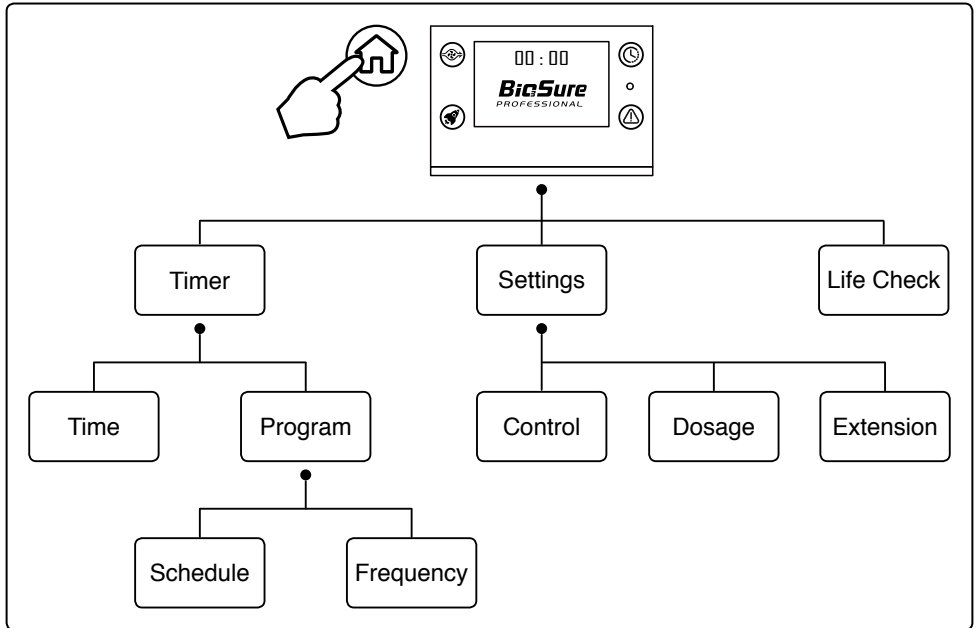 00 : 00
BioSure
PROFESSIONAL
Timer
Settings
Life Check
Time
Program
Control
Dosage
Extension
Schedule
Frequency